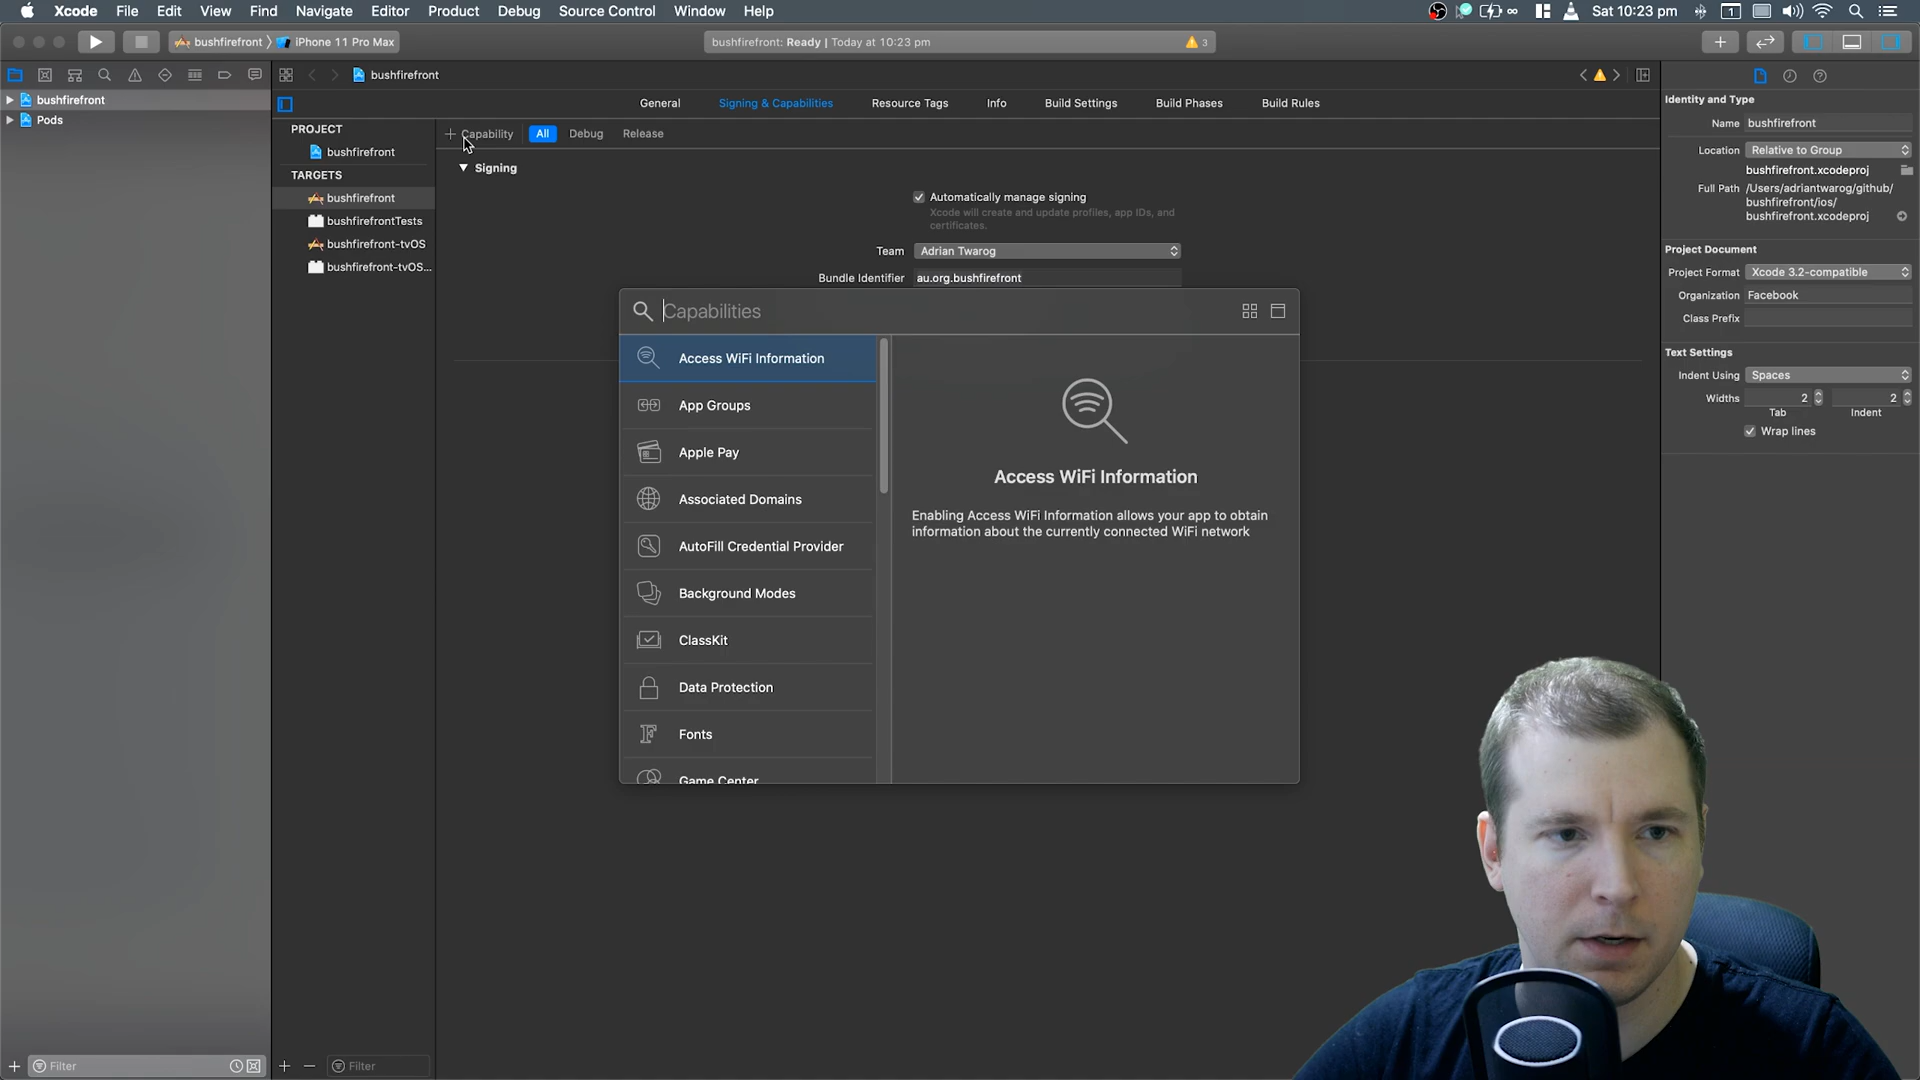 Xcode File Edit View Find Navigate Editor Product Debug Source Control Window Help
Sat 10:23 pm
1
bushfirefront
iPhone 11 Pro Max
bushfirefront: Ready | Today at 10:23 pm
3
bushfirefront
Pods
bushfirefront
General
Signing & Capabilities
Resource Tags
Info
Build Settings
Build Phases
Build Rules
PROJECT
bushfirefront
TARGETS
bushfirefront
bushfirefrontTests
bushfirefront-tvOS
bushfirefront-tvOS...
+ Capability
All
Debug
Release
Signing
Automatically manage signing
Xcode will create and update profiles, app IDs, and
certificates.
Team Adrian Twarog
Bundle Identifier au.org.bushfirefront
Capabilities
Access WiFi Information
App Groups
Apple Pay
Associated Domains
AutoFill Credential Provider
Background Modes
ClassKit
Data Protection
Fonts
Game Center
Access WiFi Information
Enabling Access WiFi Information allows your app to obtain
information about the currently connected WiFi network
Identity and Type
Name bushfirefront
Location Relative to Group
bushfirefront.xcodeproj
Full Path /Users/adriantwarog/github/
bushfirefront/ios/
bushfirefront.xcodeproj
Project Document
Project Format Xcode 3.2-compatible
Organization Facebook
Class Prefix
Text Settings
Indent Using Spaces
Widths 2 2
Tab Indent
Wrap lines
Filter
Filter